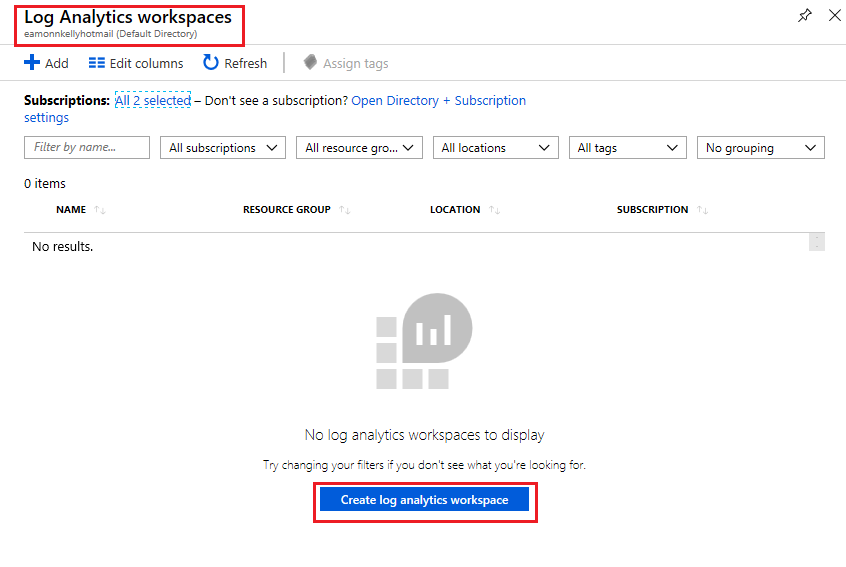 Log Analytics workspaces
eamonnkellyhotmail (Default Directory)
Add Edit columns Refresh Assign tags
Subscriptions: All 2 selected – Don't see a subscription? Open Directory + Subscription
settings
Filter by name... All subscriptions All resource gro... All locations All tags No grouping
0 items
NAME RESOURCE GROUP LOCATION SUBSCRIPTION
No results.
No log analytics workspaces to display
Try changing your filters if you don't see what you're looking for.
Create log analytics workspace